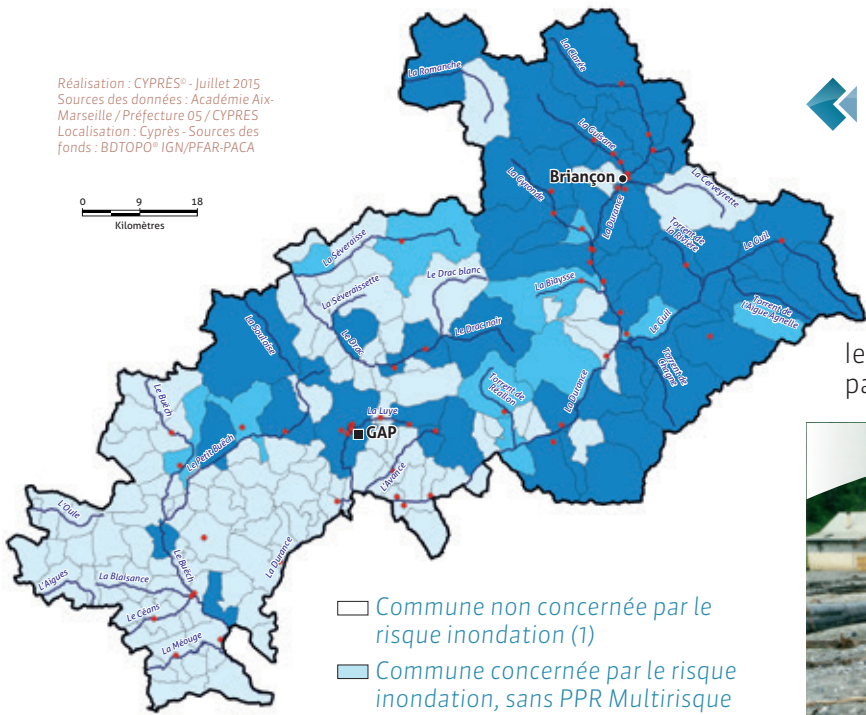 Réalisation : CYPRÈS© - Juillet 2015
Sources des données : Académie Aix-
Marseille / Préfecture 05 / CYPRES
Localisation : Cyprès - Sources des
fonds : BDTOPO® IGN/PFAR-PACA
0 9 18
Kilomètres
La Romanche
La Clarée
La Guisane
Briançon
La Cerveyrette
La Gyronde
La Durance
Torrent de
la Rivière
Le Guil
La Séveraisse
Le Drac blanc
La Biaysse
Torrent de
l'Aigue Agnelle
La Séveraissette
Le Guil
Le Drac
Le Drac noir
La Souloise
Torrent de
Chagne
le
pa
Torrent de
Réallon
La Durance
Le Buëch
La Luye
GAP
Le Petit Buëch
L'Avance
L'Oule
La Durance
Le Buëch
L'Aigues
La Blaisance
Le Céans
La Méouge
Commune non concernée par le
risque inondation (1)
Commune concernée par le risque
inondation, sans PPR Multirisque